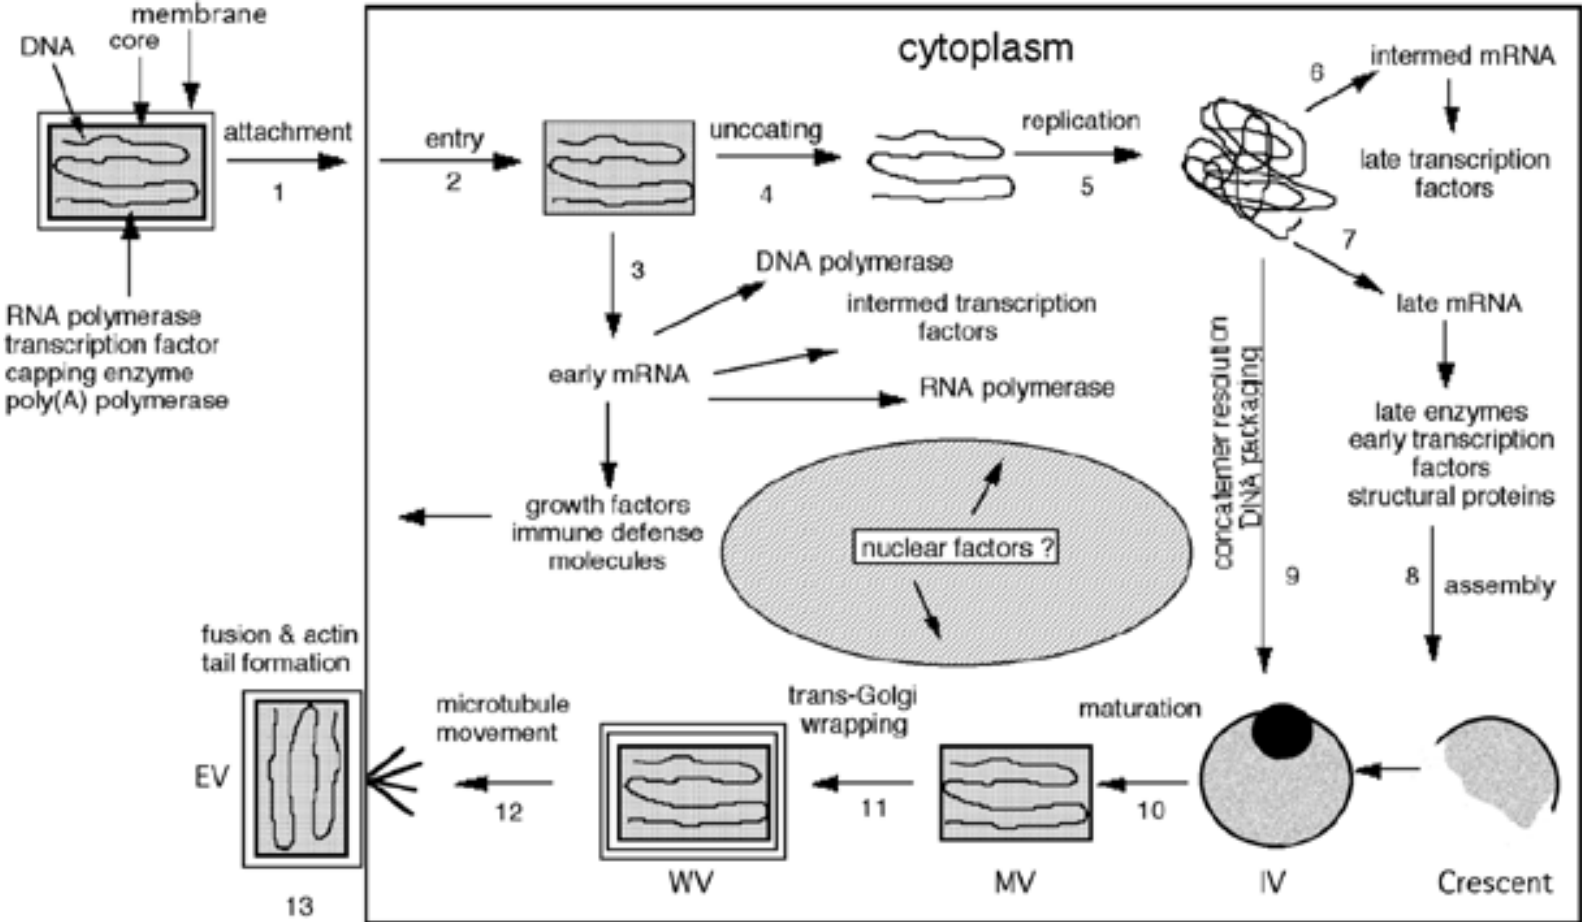 membrane
DNA
core
cytoplasm
attachment
1
entry
2
uncoating
4
replication
5
6
intermed mRNA
late transcription
factors
7
3
DNA polymerase
intermed transcription
factors
early mRNA
RNA polymerase
late mRNA
RNA polymerase
transcription factor
capping enzyme
poly(A) polymerase
late enzymes
early transcription
factors
structural proteins
growth factors
immune defense
molecules
nuclear factors ?
concatemer resolution
DNA packaging
9
8
assembly
fusion & actin
tail formation
microtubule
movement
trans-Golgi
wrapping
maturation
EV
12
11
10
13
WV
MV
IV
Crescent